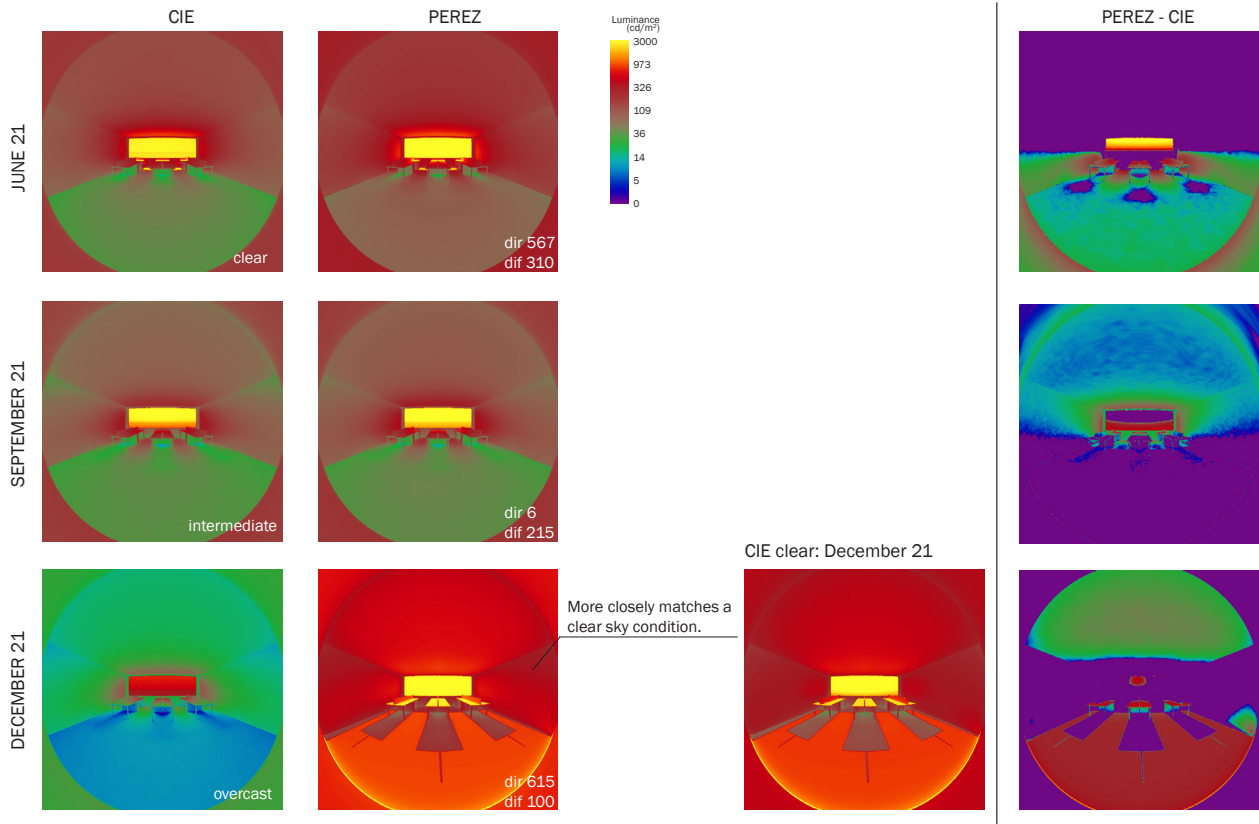 CIE
PEREZ
Luminance
(cd/m²)
3000
973
326
109
36
14
5
0
PEREZ - CIE
JUNE 21
clear
dir 567
dif 310
SEPTEMBER 21
intermediate
dir 6
dif 215
DECEMBER 21
overcast
dir 615
dif 100
More closely matches a
clear sky condition.
CIE clear: December 21